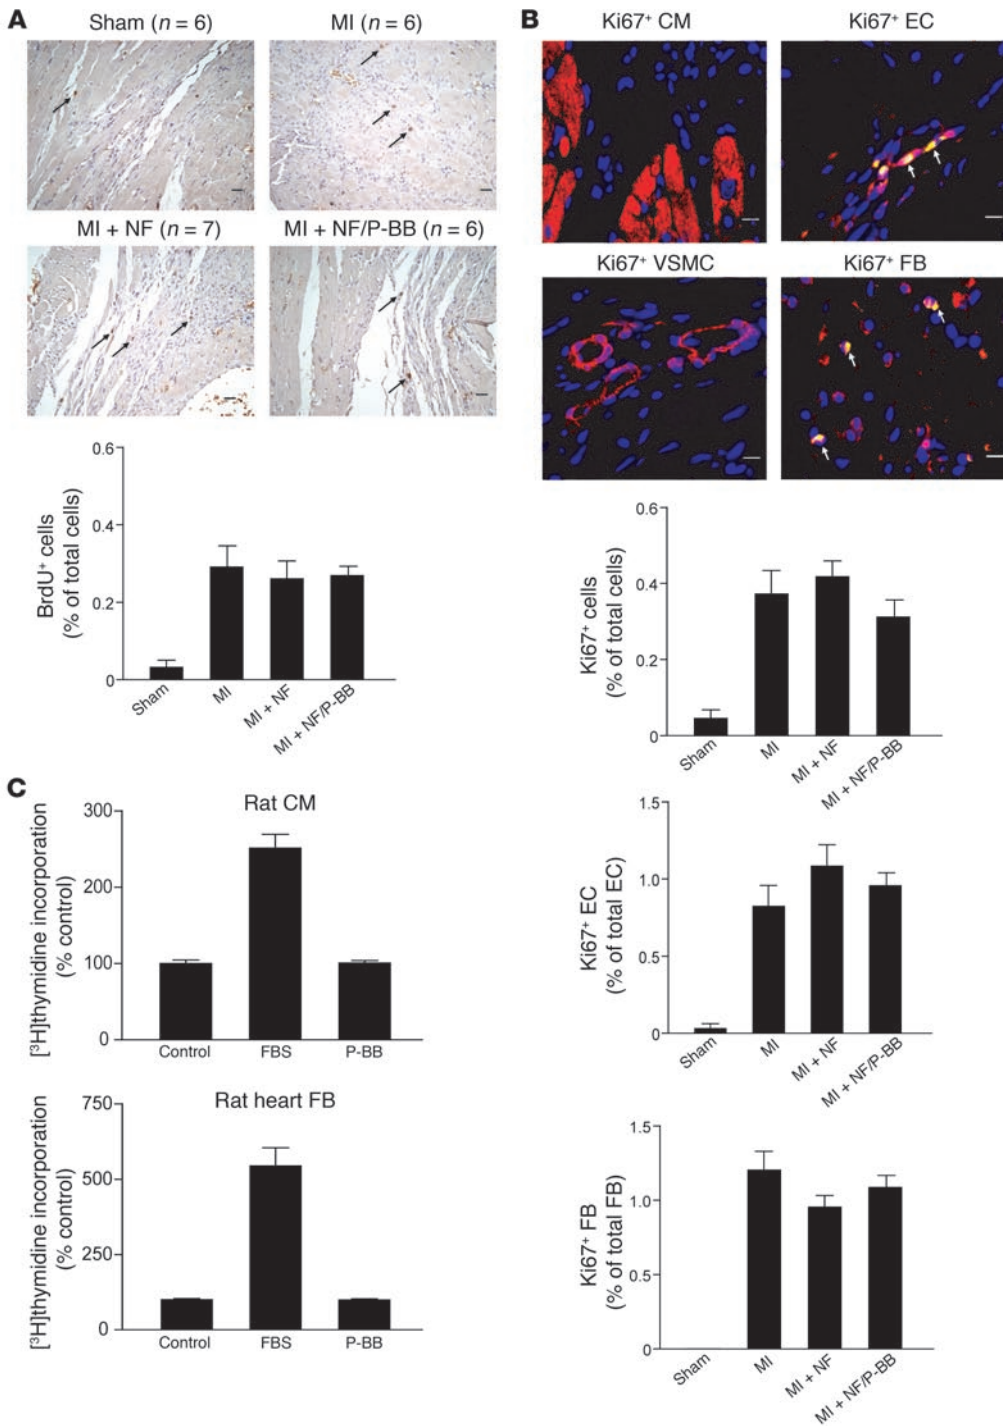 A
Sham (n = 6)
MI (n = 6)
MI + NF (n = 7)
MI + NF/P-BB (n = 6)
BrdU⁺ cells
(% of total cells)
0.6
0.4
0.2
0
Sham
MI
MI + NF
MI + NF/P-BB
B
Ki67⁺ CM
Ki67⁺ EC
Ki67⁺ VSMC
Ki67⁺ FB
Ki67⁺ cells
(% of total cells)
0.6
0.4
0.2
0
Sham
MI
MI + NF
MI + NF/P-BB
Ki67⁺ EC
(% of total EC)
1.5
1.0
0.5
0
Sham
MI
MI + NF
MI + NF/P-BB
Ki67⁺ FB
(% of total FB)
1.5
1.0
0.5
0
Sham
MI
MI + NF
MI + NF/P-BB
C
Rat CM
[³H]thymidine incorporation
(% control)
300
200
100
0
Control
FBS
P-BB
Rat heart FB
[³H]thymidine incorporation
(% control)
750
500
250
0
Control
FBS
P-BB